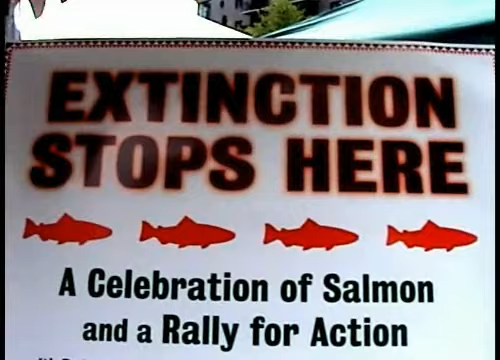 EXTINCTION
STOPS HERE
A Celebration of Salmon
and a Rally for Action